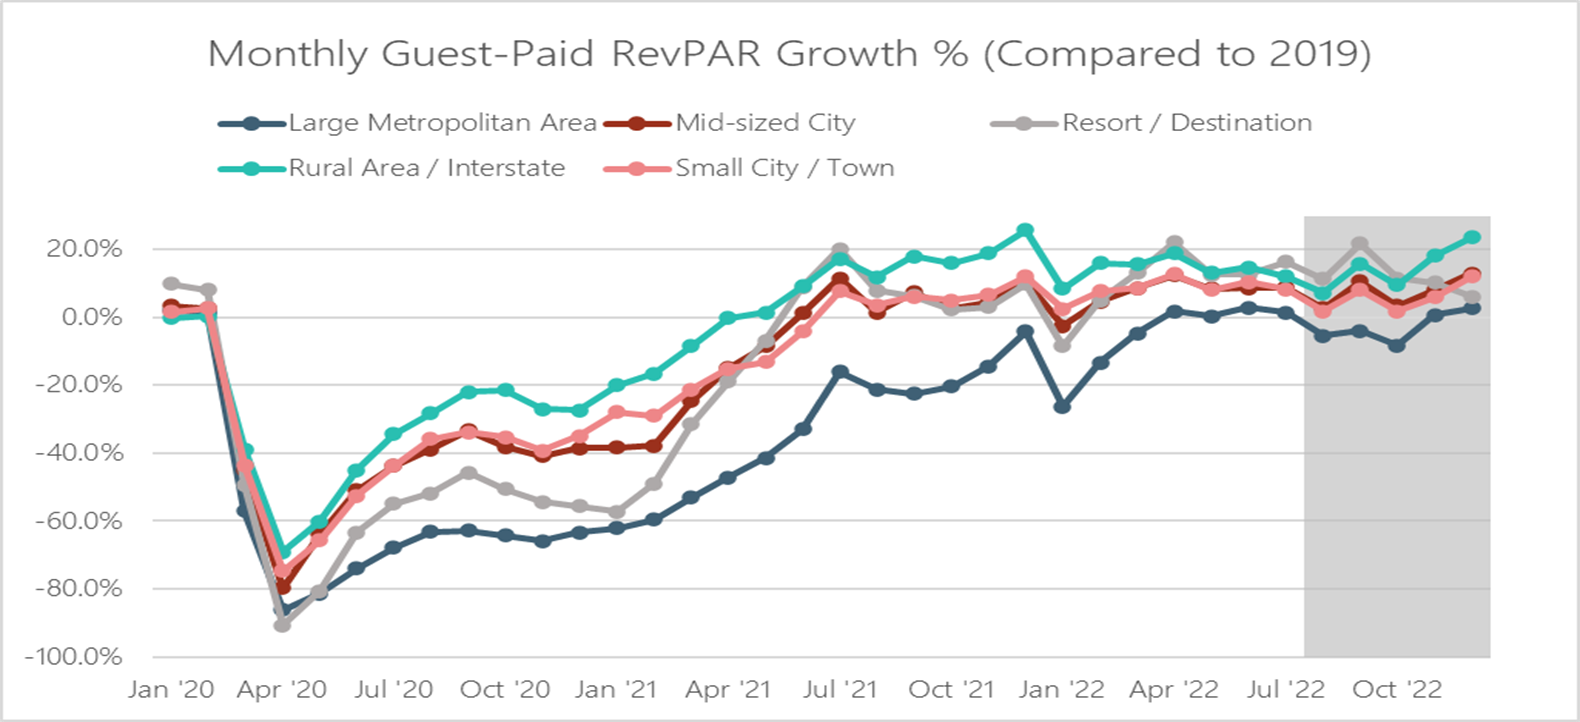 Monthly Guest-Paid RevPAR Growth % (Compared to 2019)
Large Metropolitan Area Mid-sized City Resort / Destination
Rural Area / Interstate Small City / Town
20.0%
0.0%
-20.0%
-40.0%
-60.0%
-80.0%
-100.0%
Jan '20 Apr '20 Jul '20 Oct '20 Jan '21 Apr '21 Jul '21 Oct '21 Jan '22 Apr '22 Jul '22 Oct '22